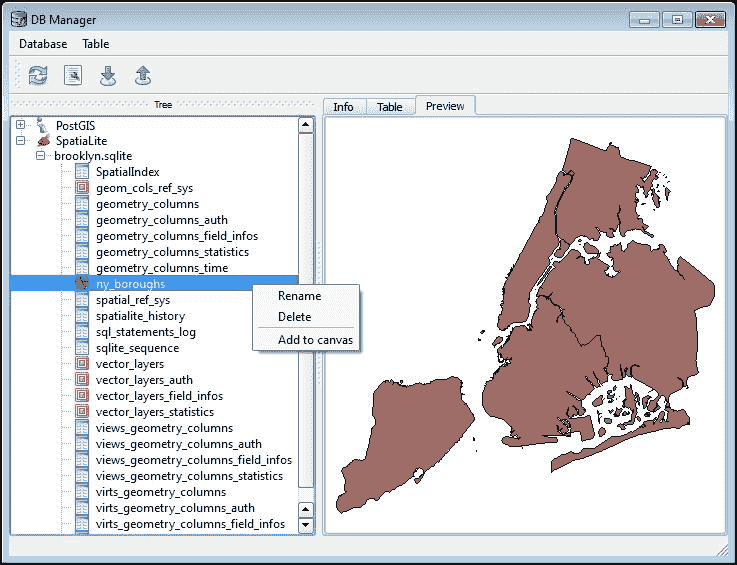 DB Manager
Database Table
Tree
Info Table Preview
PostGIS
SpatiaLite
brooklyn.sqlite
SpatialIndex
geom_cols_ref_sys
geometry_columns
geometry_columns_auth
geometry_columns_field_infos
geometry_columns_statistics
geometry_columns_time
ny_boroughs
spatial_ref_sys
spatialite_history
sql_statements_log
sqlite_sequence
vector_layers
vector_layers_auth
vector_layers_field_infos
vector_layers_statistics
views_geometry_columns
views_geometry_columns_auth
views_geometry_columns_field_infos
views_geometry_columns_statistics
virts_geometry_columns
virts_geometry_columns_auth
virts_geometry_columns_field_infos
Rename
Delete
Add to canvas